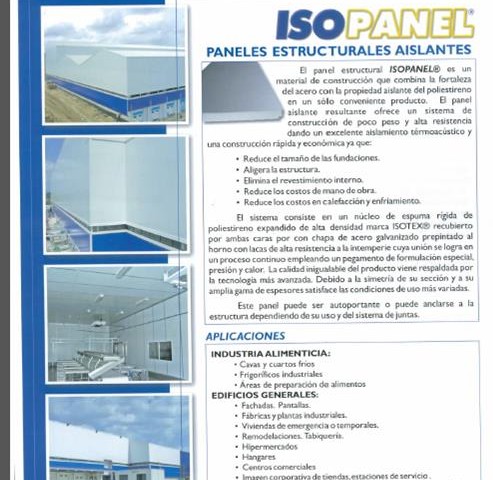 ISOPANEL®
PANELES ESTRUCTURALES AISLANTES
El panel estructural ISOPANEL® es un
material de construcción que combina la fortaleza
del acero con la propiedad aislante del poliestireno
en un sólo conveniente producto. El panel
aislante resultante ofrece un sistema de
construcción de poco peso y alta resistencia
dando un excelente aislamiento térmoacústico y
una construcción rápida y económica ya que:
• Reduce el tamaño de las fundaciones.
• Aligera la estructura.
• Elimina el revestimiento interno.
• Reduce los costos de mano de obra.
• Reduce los costos en calefacción y enfriamiento.
El sistema consiste en un núcleo de espuma rígida de
poliestireno expandido de alta densidad marca ISOTEX® recubierto
por ambas caras por con chapa de acero galvanizado prepintado al
horno con lacas de alta resistencia a la intemperie cuya unión se logra en
un proceso continuo empleando un pegamento de formulación especial,
presión y calor. La calidad inigualable del producto viene respaldada por
la tecnología más avanzada. Debido a la simetría de su sección y a su
amplia gama de espesores satisface las condiciones de uso más variadas.
Este panel puede ser autoportante o puede anclarse a la
estructura dependiendo de su uso y del sistema de juntas.
APLICACIONES
INDUSTRIA ALIMENTICIA:
• Cavas y cuartos fríos
• Frigoríficos industriales
• Áreas de preparación de alimentos
EDIFICIOS GENERALES:
• Fachadas. Pantallas.
• Fábricas y plantas industriales.
• Viviendas de emergencia o temporales.
• Remodelaciones. Tabiquería.
• Hipermercados
• Hangares
• Centros comerciales
• Imagen corporativa de tiendas, estaciones de servicio.